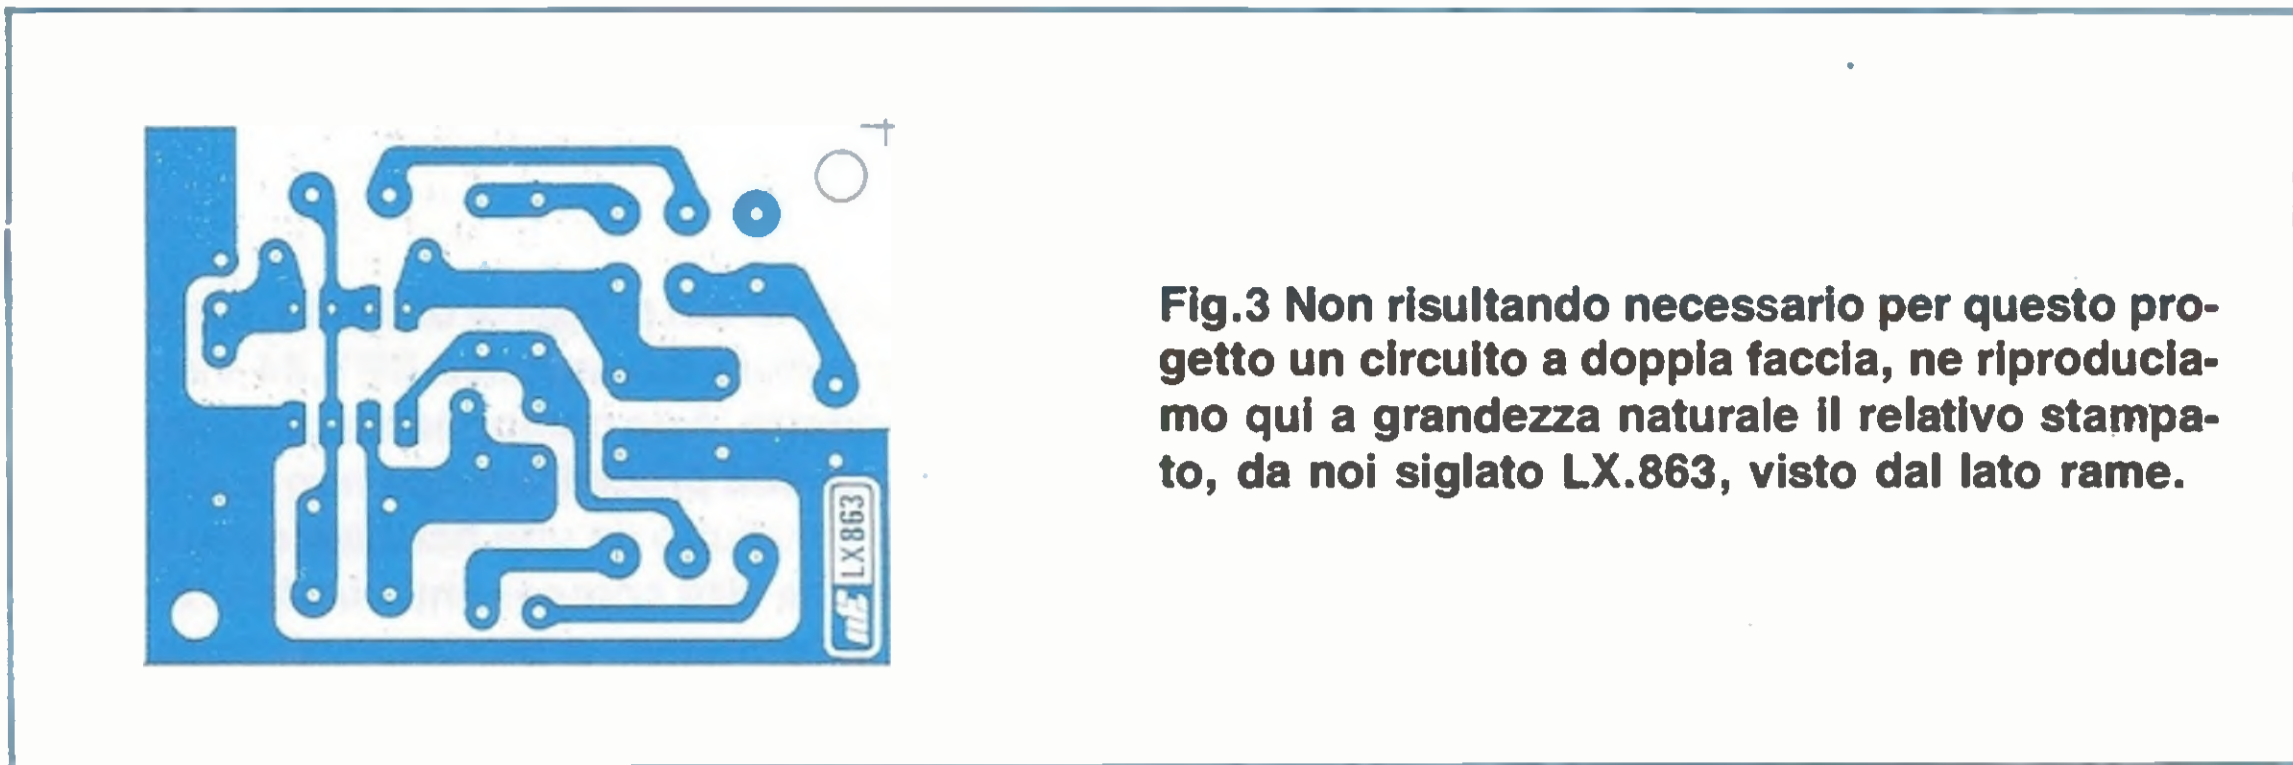 LX863
Fig.3 Non risultando necessario per questo pro-
getto un circuito a doppia faccia, ne riproducia-
mo qui a grandezza naturale il relativo stampa-
to, da noi siglato LX.863, visto dal lato rame.